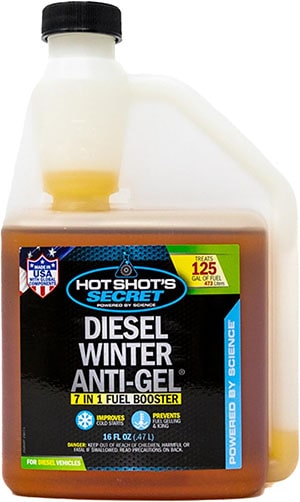 MADE IN
USA
WITH GLOBAL
COMPONENTS
TREATS
125
GAL OF FUEL
473 Liters
HOT SHOT'S
SECRET
POWERED BY SCIENCE™
DIESEL
WINTER
ANTI-GEL®
7 IN 1 FUEL BOOSTER
IMPROVES
COLD STARTS
PREVENTS
FUEL GELLING
& ICING
16 FL OZ (.47 L)
DANGER: KEEP OUT OF REACH OF CHILDREN. HARMFUL OR
FATAL IF SWALLOWED. READ PRECAUTIONS ON BACK.
FOR DIESEL VEHICLES
POWERED BY SCIENCE